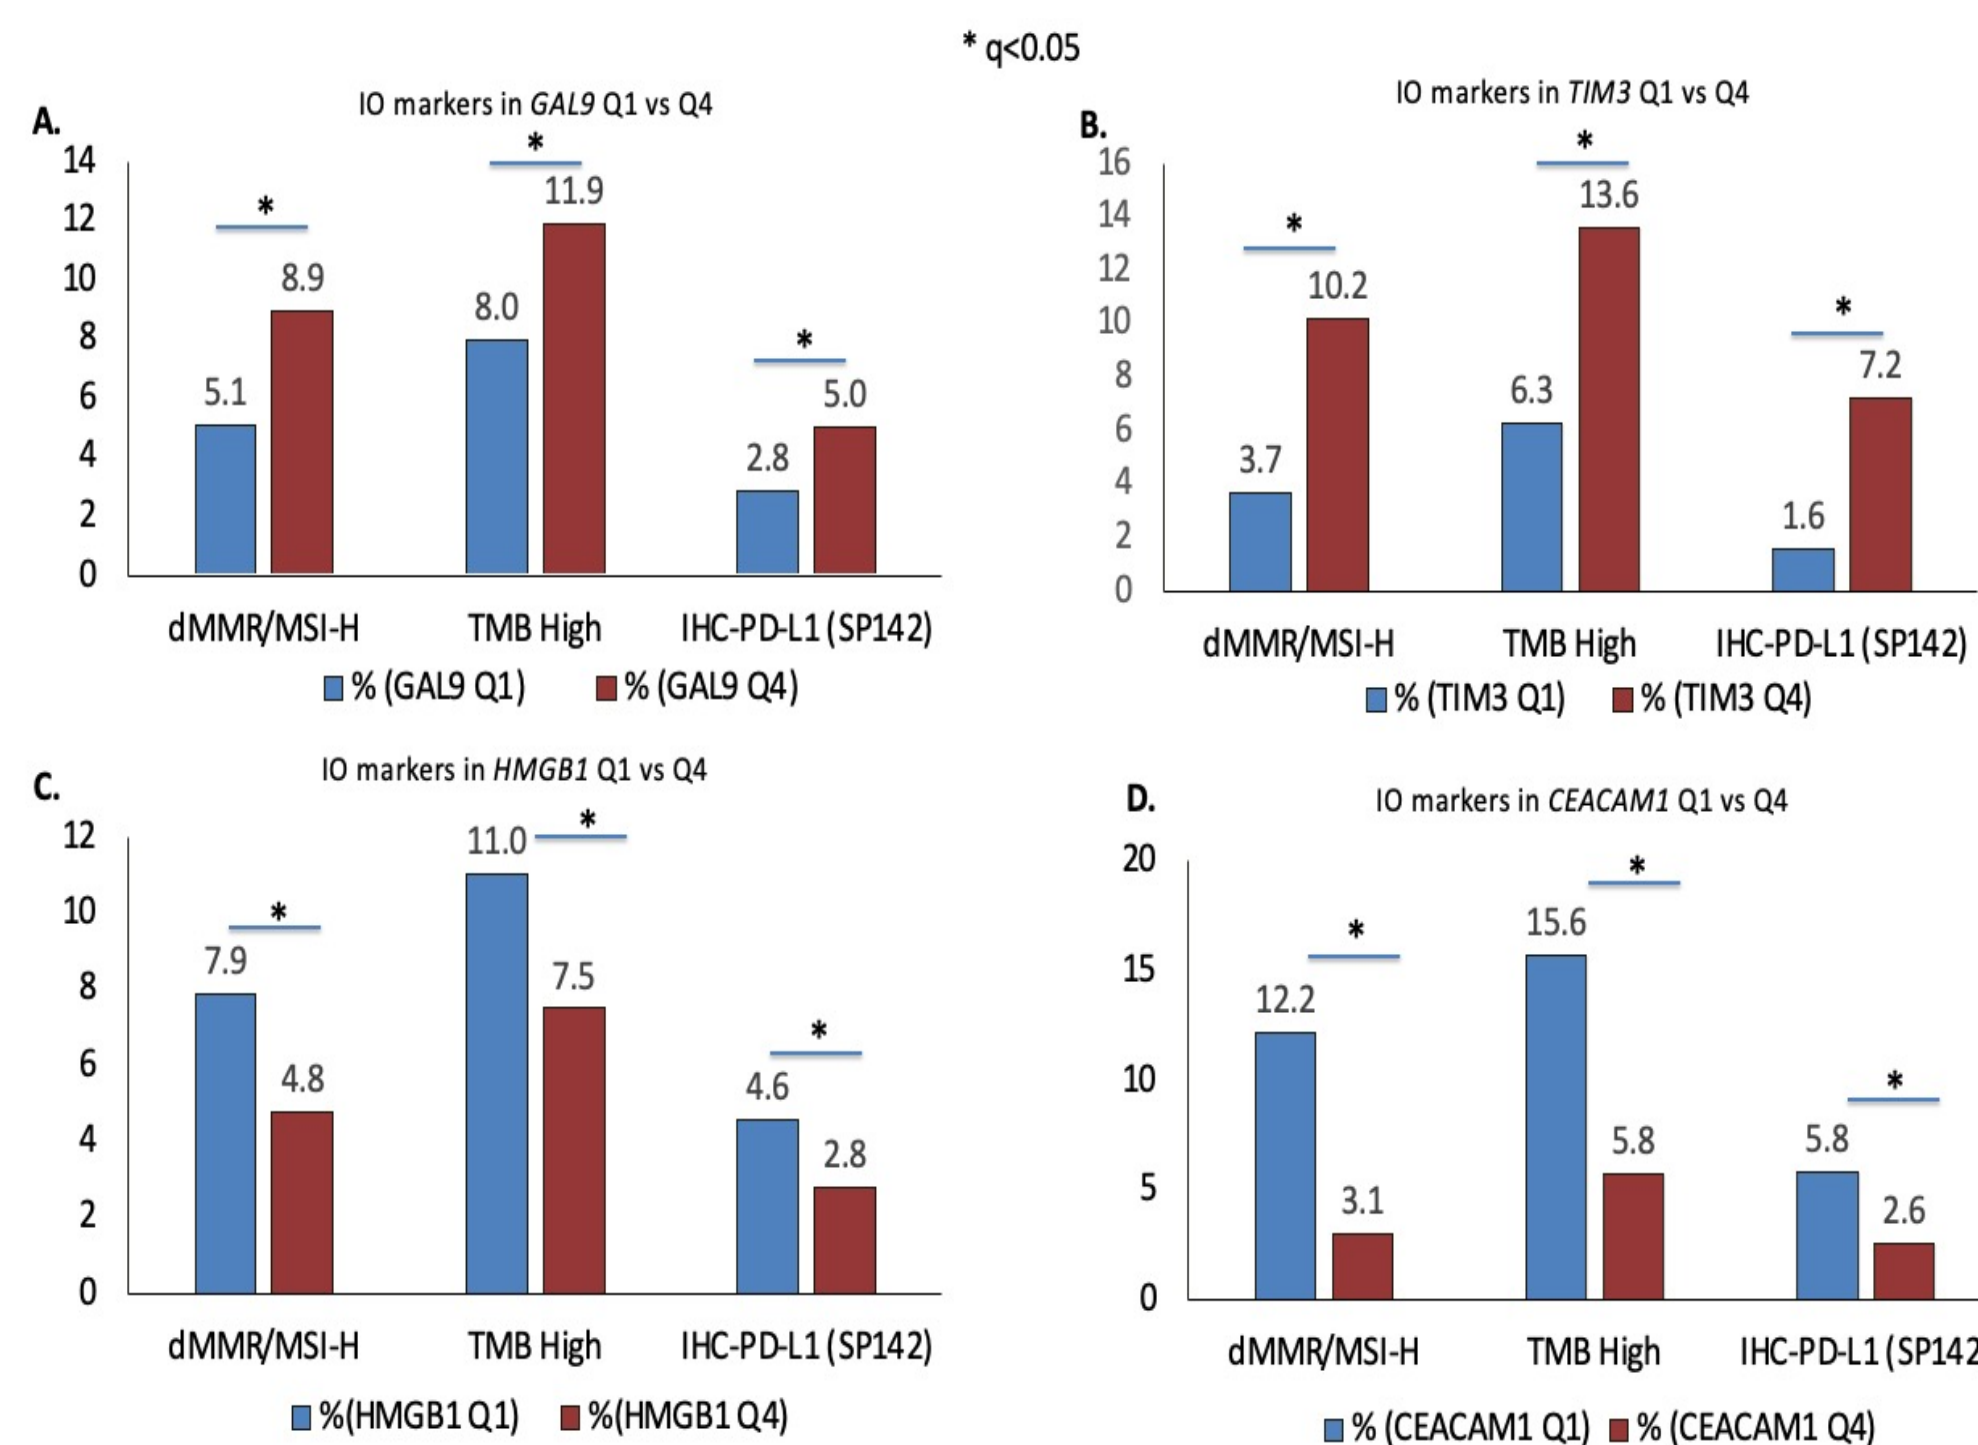 * q<0.05
A.
IO markers in GAL9 Q1 vs Q4
14
12
10
8
6
4
2
0
*
*
*
5.1
8.9
8.0
11.9
2.8
5.0
dMMR/MSI-H
TMB High
IHC-PD-L1 (SP142)
% (GAL9 Q1)
% (GAL9 Q4)
B.
IO markers in TIM3 Q1 vs Q4
16
14
12
10
8
6
4
2
0
*
*
*
3.7
10.2
6.3
13.6
1.6
7.2
dMMR/MSI-H
TMB High
IHC-PD-L1 (SP142)
% (TIM3 Q1)
% (TIM3 Q4)
C.
IO markers in HMGB1 Q1 vs Q4
12
10
8
6
4
2
0
*
*
*
7.9
4.8
11.0
7.5
4.6
2.8
dMMR/MSI-H
TMB High
IHC-PD-L1 (SP142)
%(HMGB1 Q1)
%(HMGB1 Q4)
D.
IO markers in CEACAM1 Q1 vs Q4
20
15
10
5
0
*
*
*
12.2
3.1
15.6
5.8
5.8
2.6
dMMR/MSI-H
TMB High
IHC-PD-L1 (SP142
% (CEACAM1 Q1)
% (CEACAM1 Q4)